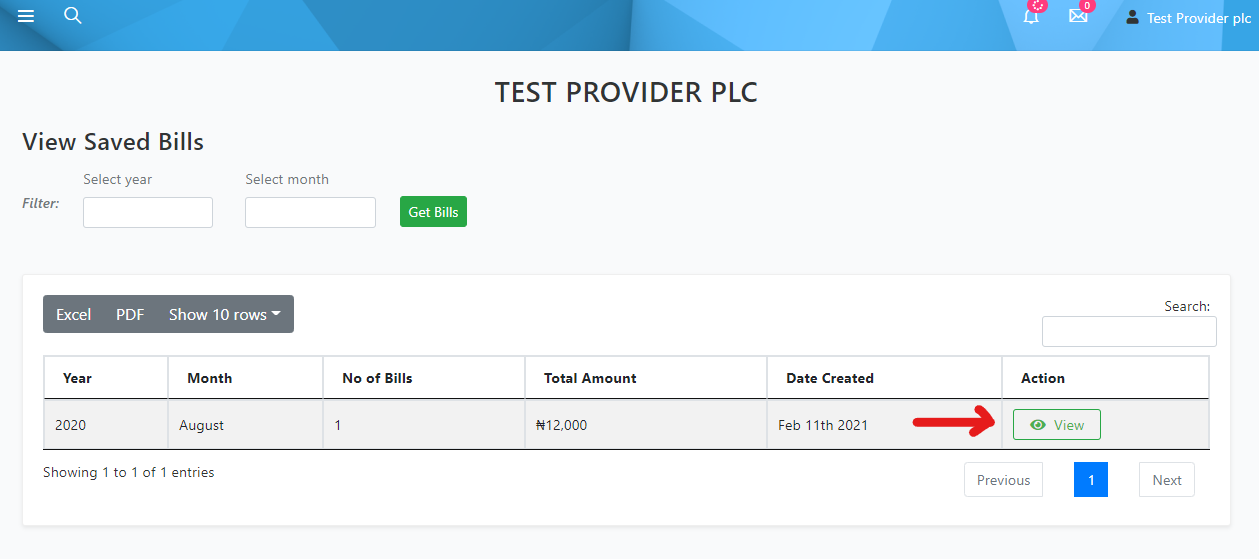 0
Test Provider plc
TEST PROVIDER PLC
View Saved Bills
Select year Select month
Filter: Get Bills
Excel PDF Show 10 rows
Search:
Year Month No of Bills Total Amount Date Created Action
2020 August 1 ₦12,000 Feb 11th 2021 View
Showing 1 to 1 of 1 entries
Previous 1 Next